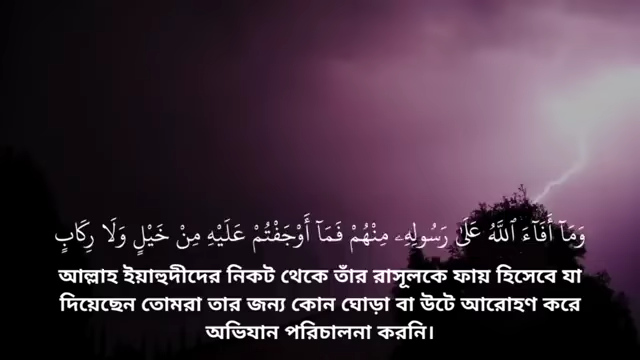 وَمَآ أَفَآءَ ٱللَّهُ عَلَىٰ رَسُولِهِۦ مِنْهُمْ فَمَآ أَوْجَفْتُمْ عَلَيْهِ مِنْ خَيْلٍ وَلَا رِكَابٍ
আল্লাহ ইয়াহুদীদের নিকট থেকে তাঁর রাসূলকে ফায় হিসেবে যা
দিয়েছেন তোমরা তার জন্য কোন ঘোড়া বা উটে আরোহণ করে
অভিযান পরিচালনা করনি।